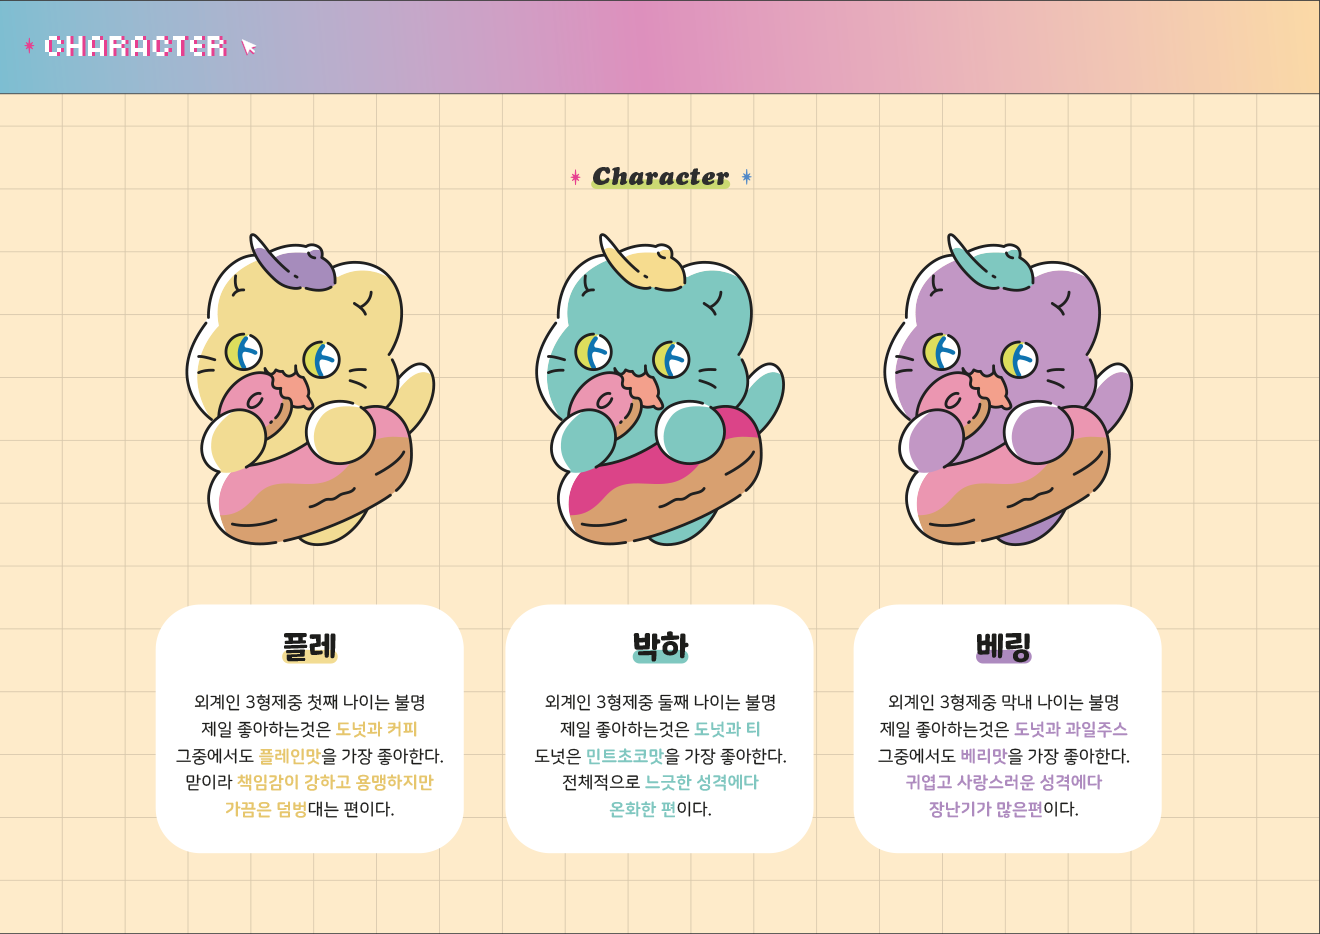 CHARACTER
Character
플레
외계인 3형제중 첫째 나이는 불명
제일 좋아하는것은 도넛과 커피
그중에서도 플레인맛을 가장 좋아한다.
맏이라 책임감이 강하고 용맹하지만
가끔은 덤벙대는 편이다.
박하
외계인 3형제중 둘째 나이는 불명
제일 좋아하는것은 도넛과 티
도넛은 민트초코맛을 가장 좋아한다.
전체적으로 느긋한 성격에다
온화한 편이다.
베링
외계인 3형제중 막내 나이는 불명
제일 좋아하는것은 도넛과 과일주스
그중에서도 베리맛을 가장 좋아한다.
귀엽고 사랑스러운 성격에다
장난기가 많은편이다.